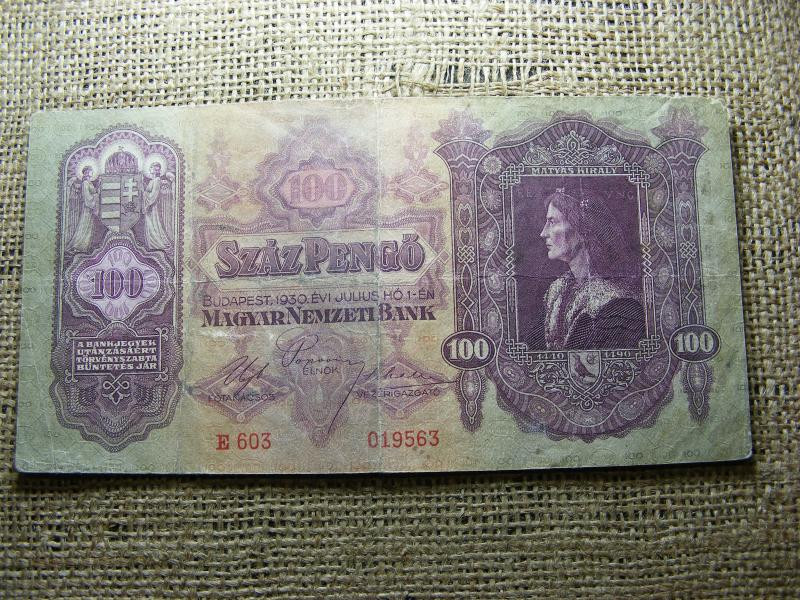 100
A BANKJEGYEK
UTÁNZÁSAÉRT
TÖRVÉNYSZABTA
BÜNTETÉS JÁR
100
SZÁZ PENGŐ
BUDAPEST, 1930. ÉVI JULIUS HÓ 1-ÉN
MAGYAR NEMZETI BANK
ELNÖK
FŐTANÁCSOS
VEZÉRIGAZGATÓ
E 603
019563
MÁTYÁS KIRÁLY
100
100
1440
1490